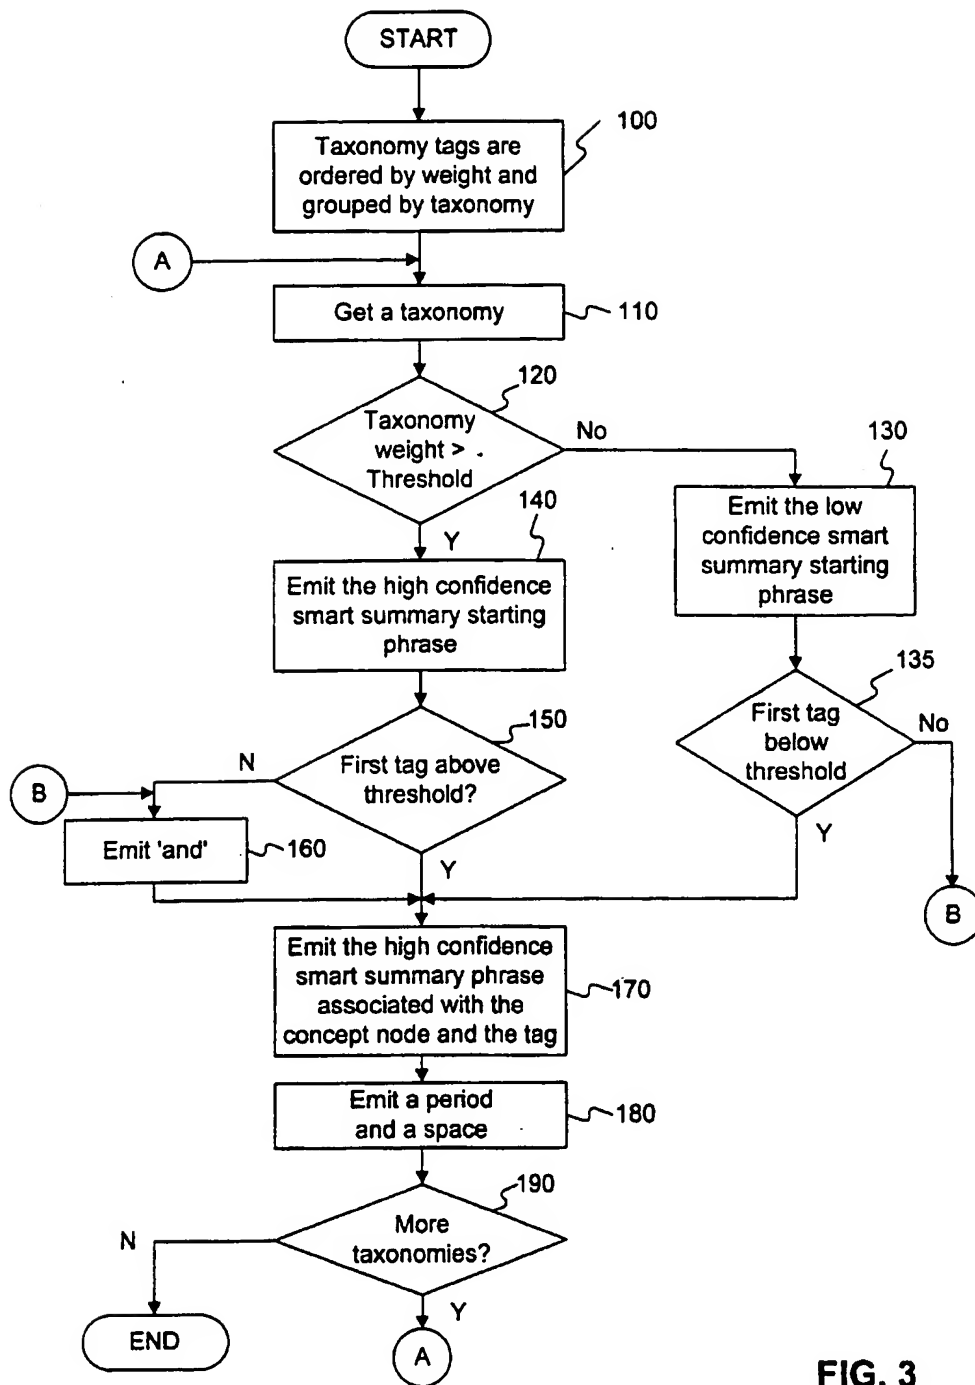 START
100
Taxonomy tags are
ordered by weight and
grouped by taxonomy
A
Get a taxonomy
110
120
Taxonomy
weight >
Threshold
No
130
Y
140
Emit the low
confidence smart
summary starting
phrase
Emit the high confidence
smart summary starting
phrase
135
First tag
below
threshold
No
150
N
First tag above
threshold?
B
Emit 'and'
160
Y
Y
B
Emit the high confidence
smart summary phrase
associated with the
concept node and the tag
170
Emit a period
and a space
180
190
More
taxonomies?
N
Y
END
A
FIG. 3